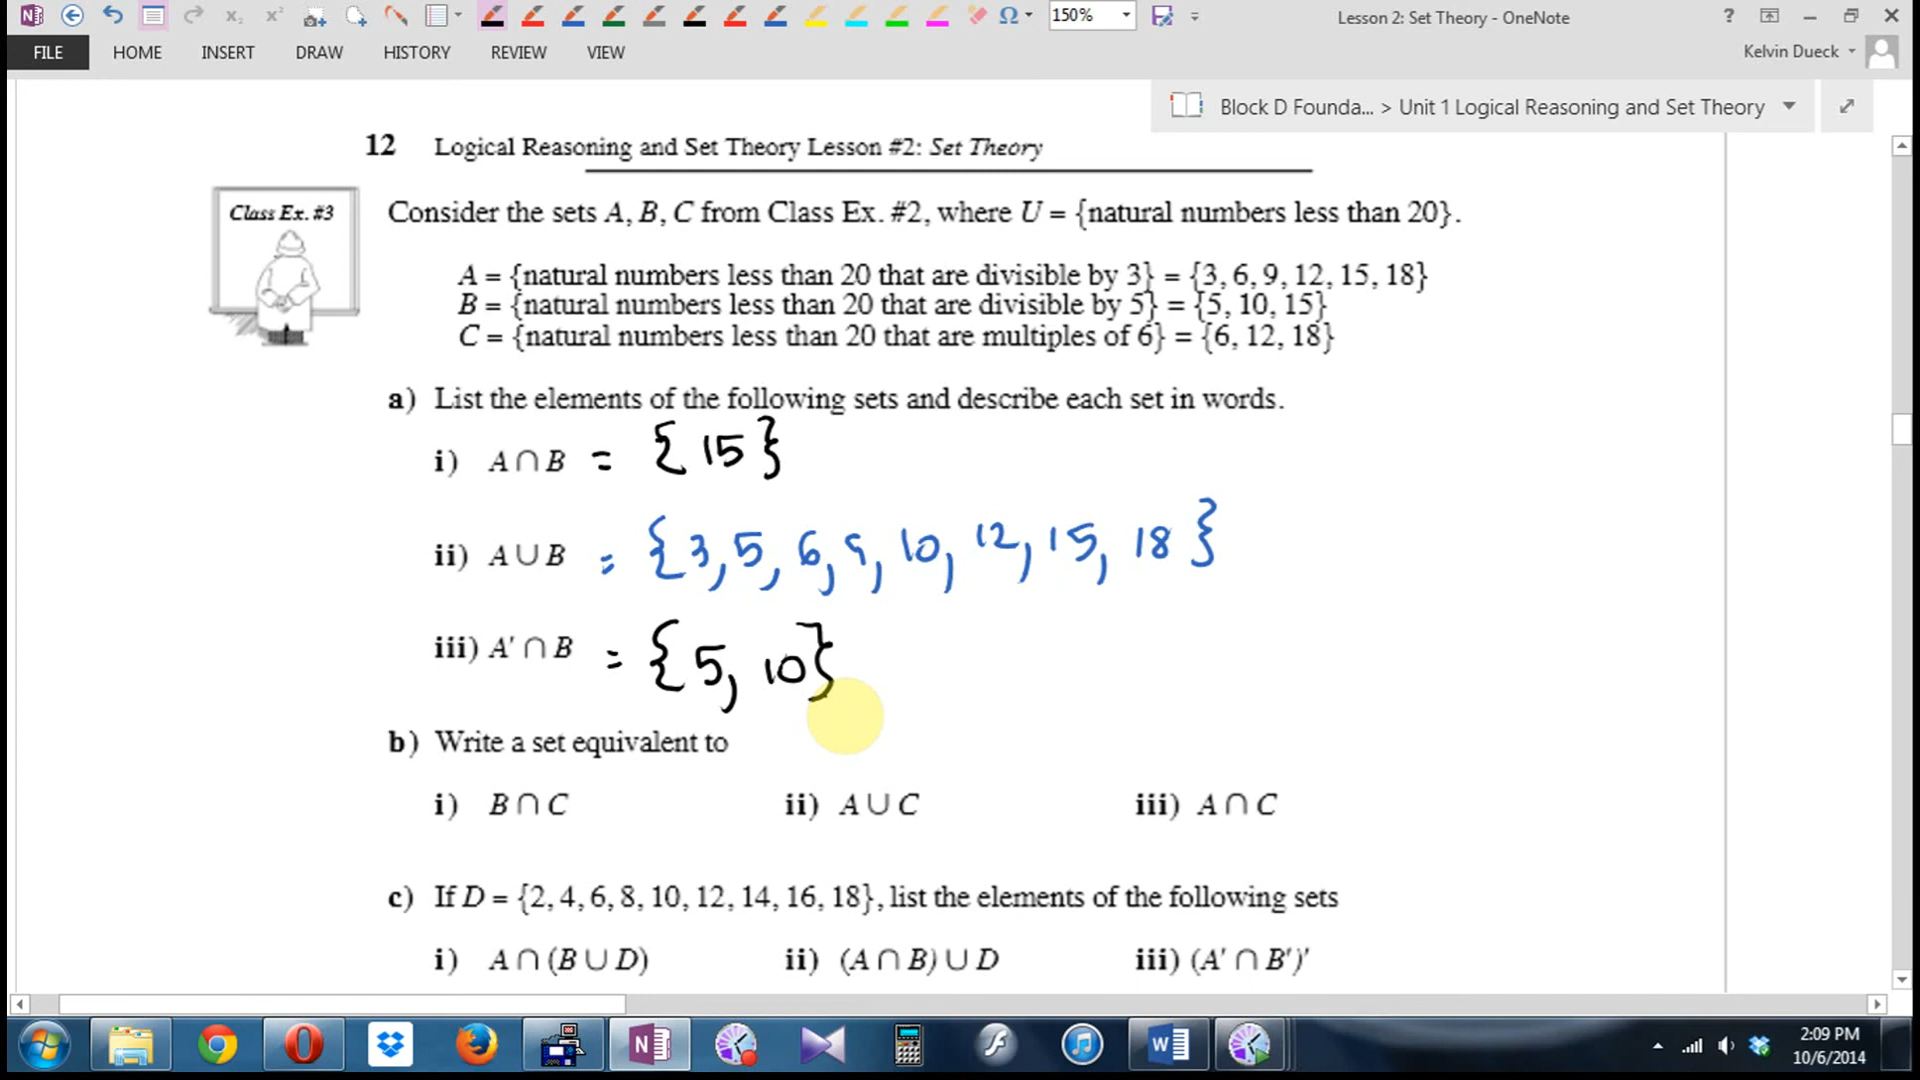 150%
Lesson 2: Set Theory - OneNote
FILE HOME INSERT DRAW HISTORY REVIEW VIEW
Kelvin Dueck
Block D Founda... > Unit 1 Logical Reasoning and Set Theory
12 Logical Reasoning and Set Theory Lesson #2: Set Theory
Class Ex. #3
Consider the sets A, B, C from Class Ex. #2, where U = {natural numbers less than 20}.
A = {natural numbers less than 20 that are divisible by 3} = {3, 6, 9, 12, 15, 18}
B = {natural numbers less than 20 that are divisible by 5} = {5, 10, 15}
C = {natural numbers less than 20 that are multiples of 6} = {6, 12, 18}
a) List the elements of the following sets and describe each set in words.
i) A ∩ B = { 15 }
ii) A ∪ B = { 3, 5, 6, 9, 10, 12, 15, 18 }
iii) A' ∩ B = { 5, 10 }
b) Write a set equivalent to
i) B ∩ C ii) A ∪ C iii) A ∩ C
c) If D = {2, 4, 6, 8, 10, 12, 14, 16, 18}, list the elements of the following sets
i) A ∩ (B ∪ D) ii) (A ∩ B) ∪ D iii) (A' ∩ B')'
2:09 PM
10/6/2014